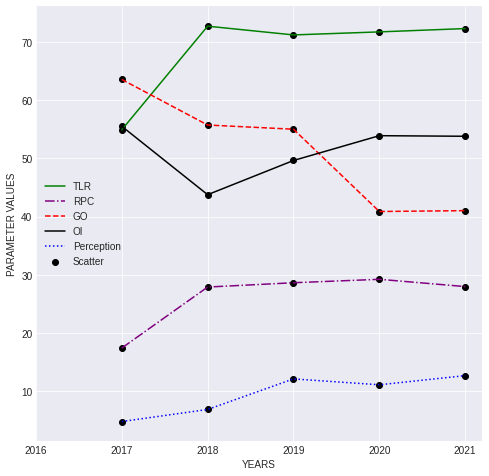 70
60
50
40
30
20
10
PARAMETER VALUES
TLR
RPC
GO
OI
Perception
Scatter
2016 2017 2018 2019 2020 2021
YEARS